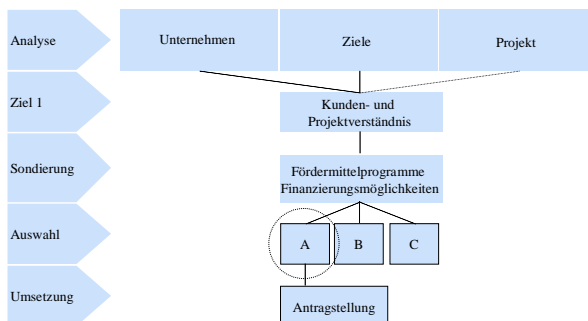 Analyse
Unternehmen
Ziele
Projekt
Ziel 1
Kunden- und
Projektverständnis
Sondierung
Fördermittelprogramme
Finanzierungsmöglichkeiten
Auswahl
A
B
C
Umsetzung
Antragstellung